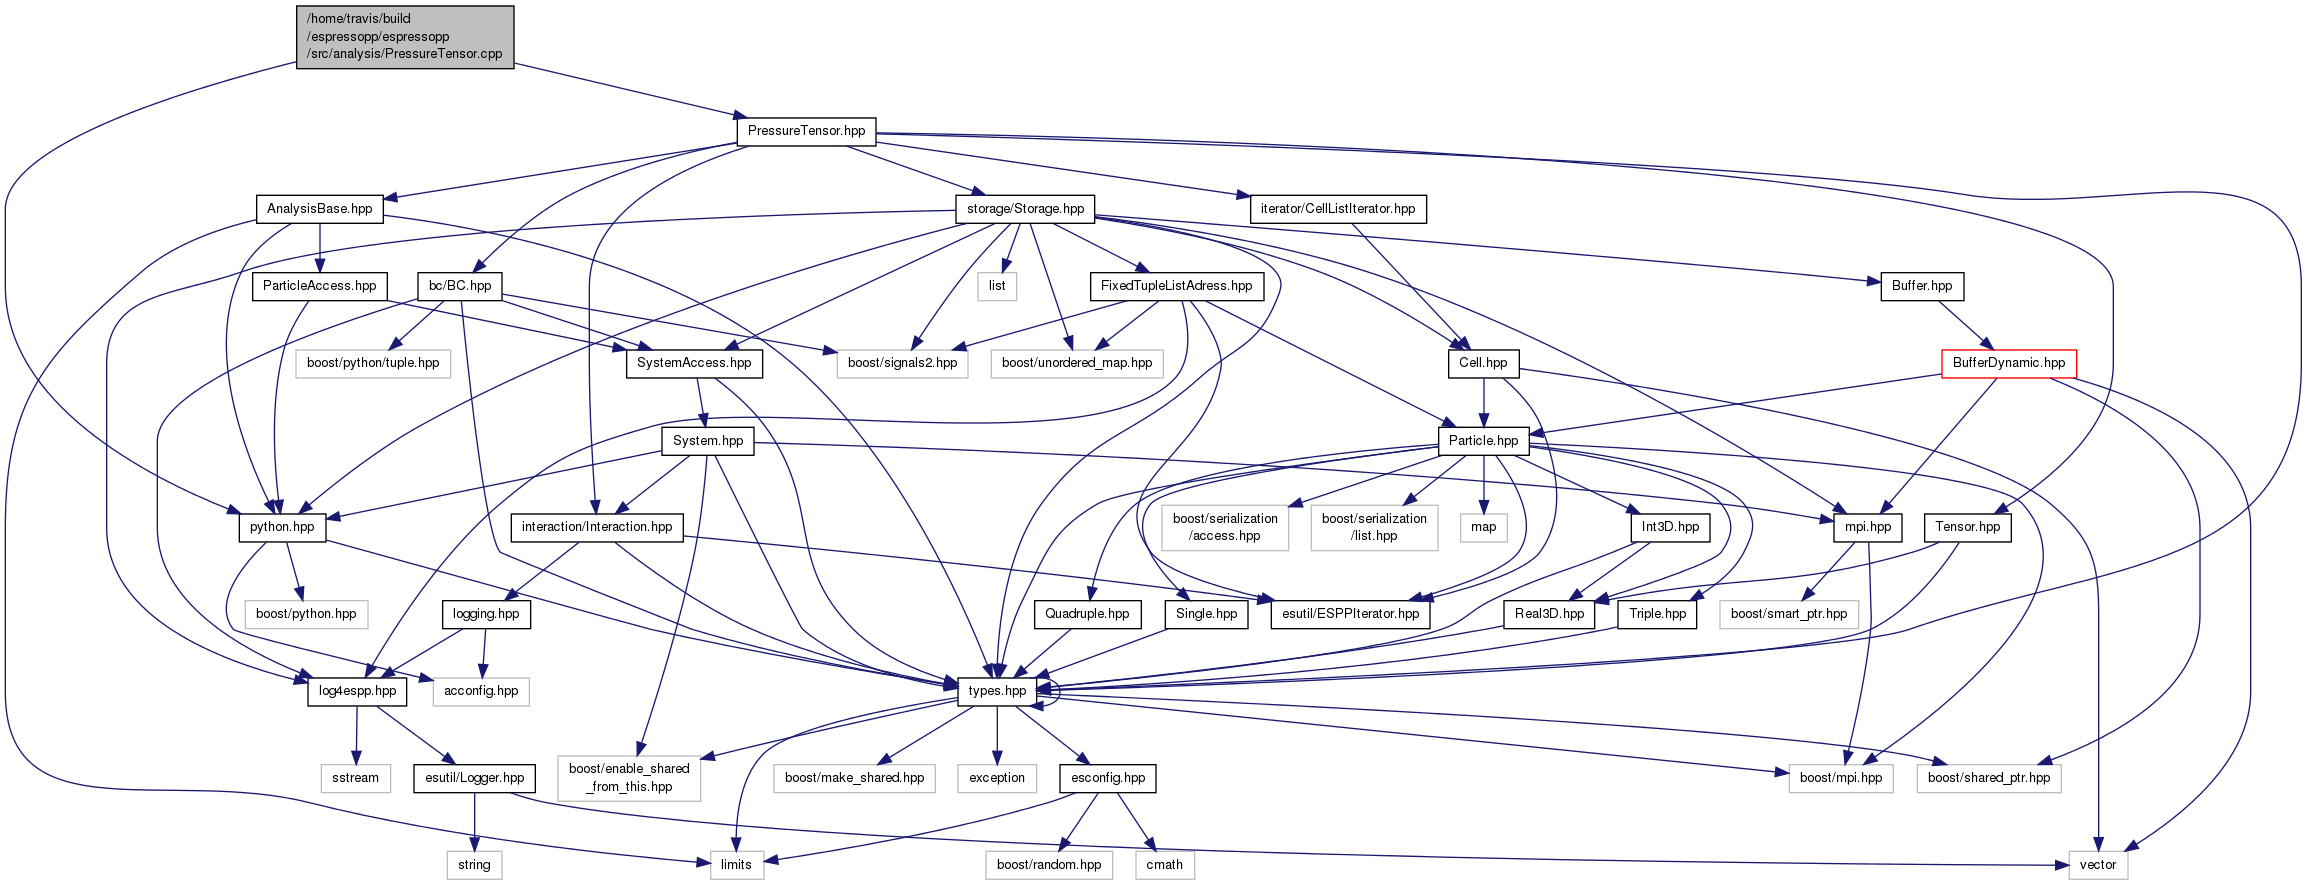 /home/travis/build
/espressopp/espressopp
/src/analysis/PressureTensor.cpp
PressureTensor.hpp
AnalysisBase.hpp
storage/Storage.hpp
iterator/CellListIterator.hpp
ParticleAccess.hpp
bc/BC.hpp
list
FixedTupleListAdress.hpp
Buffer.hpp
boost/python/tuple.hpp
SystemAccess.hpp
boost/signals2.hpp
boost/unordered_map.hpp
Cell.hpp
BufferDynamic.hpp
System.hpp
Particle.hpp
python.hpp
interaction/Interaction.hpp
boost/serialization
/access.hpp
boost/serialization
/list.hpp
map
Int3D.hpp
mpi.hpp
Tensor.hpp
boost/python.hpp
logging.hpp
Quadruple.hpp
Single.hpp
esutil/ESPPIterator.hpp
Real3D.hpp
Triple.hpp
boost/smart_ptr.hpp
log4espp.hpp
acconfig.hpp
types.hpp
sstream
esutil/Logger.hpp
boost/enable_shared
_from_this.hpp
boost/make_shared.hpp
exception
esconfig.hpp
boost/mpi.hpp
boost/shared_ptr.hpp
string
limits
boost/random.hpp
cmath
vector